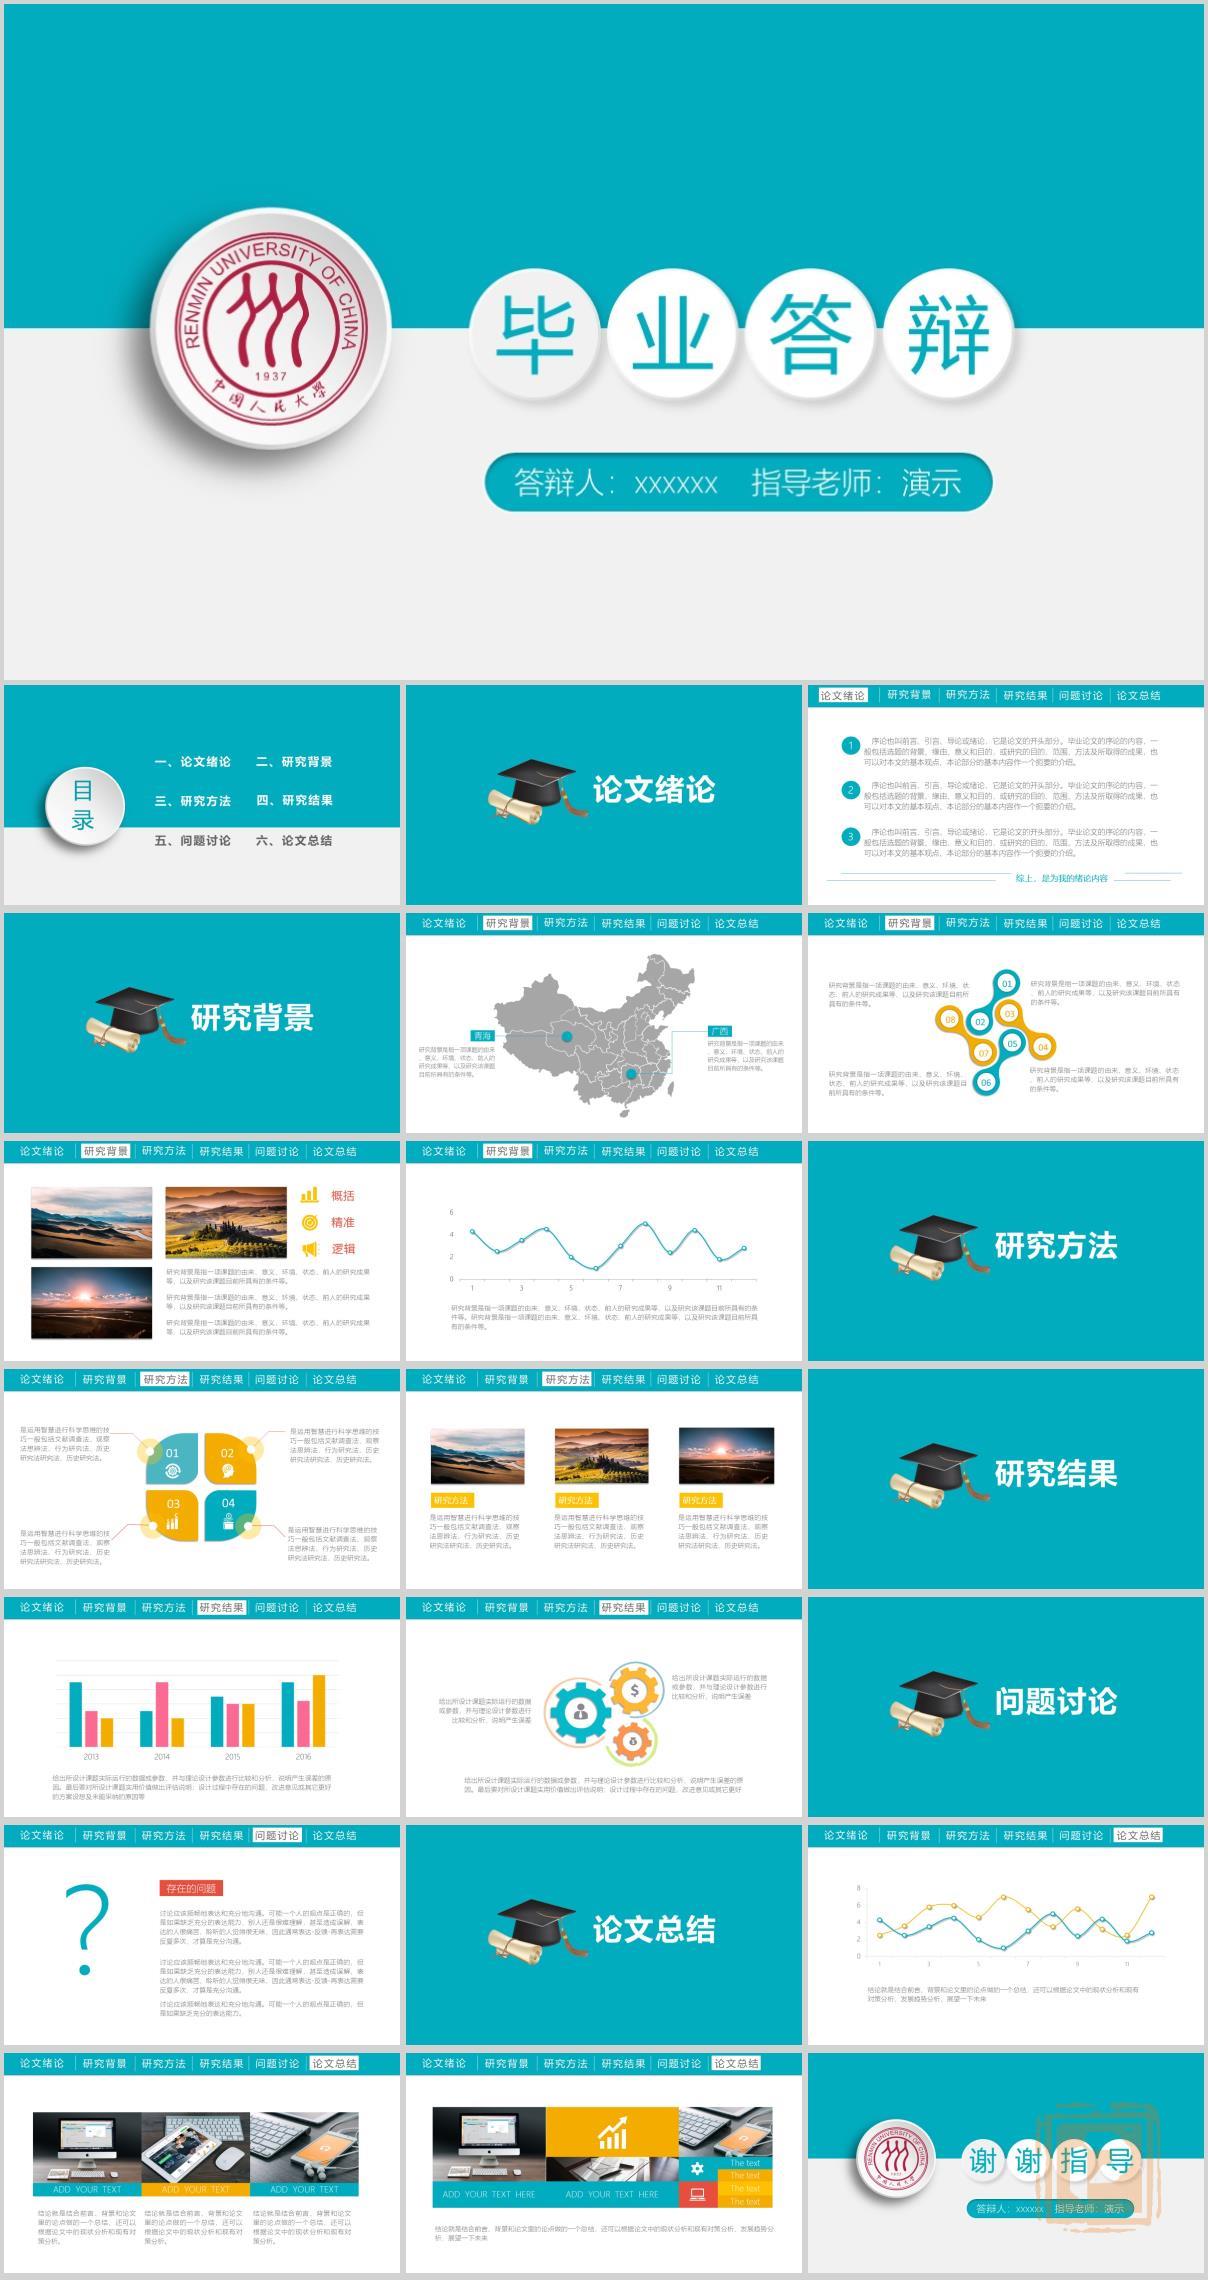 RENMIN UNIVERSITY OF CHINA
1937
中国人民大学
毕业答辩
答辩人：xxxxxx 指导老师：演示
目录
一、论文绪论 二、研究背景
三、研究方法 四、研究结果
五、问题讨论 六、论文总结
论文绪论
论文绪论 研究背景 研究方法 研究结果 问题讨论 论文总结
1 序论也叫前言，引言，导论或绪论，它是论文的开头部分。毕业论文的序论的内容，一
般包括选题的背景、缘由、意义和目的，或研究的目的、范围、方法及所取得的成果，也
可以对本文的基本观点，本论部分的基本内容作一个扼要的介绍。
2 序论也叫前言，引言，导论或绪论，它是论文的开头部分。毕业论文的序论的内容，一
般包括选题的背景、缘由、意义和目的，或研究的目的、范围、方法及所取得的成果，也
可以对本文的基本观点，本论部分的基本内容作一个扼要的介绍。
3 序论也叫前言，引言，导论或绪论，它是论文的开头部分。毕业论文的序论的内容，一
般包括选题的背景、缘由、意义和目的，或研究的目的、范围、方法及所取得的成果，也
可以对本文的基本观点，本论部分的基本内容作一个扼要的介绍。
综上，是为我的绪论内容
研究背景
论文绪论 研究背景 研究方法 研究结果 问题讨论 论文总结
青海
研究背景是指一项课题的由来
、意义、环境、状态、前人的
研究成果等，以及研究该课题
目前所具有的条件等。
广西
研究背景是指一项课题的由来
、意义、环境、状态、前人的
研究成果等，以及研究该课题
目前所具有的条件等。
论文绪论 研究背景 研究方法 研究结果 问题讨论 论文总结
研究背景是指一项课题的由来、意义、环境、状
态、前人的研究成果等，以及研究该课题目前所
具有的条件等。
研究背景是指一项课题的由来、意义、环境、状态
、前人的研究成果等，以及研究该课题目前所具有
的条件等。
01
08 02 03
07 05 04
06
研究背景是指一项课题的由来、意义、环境、
状态、前人的研究成果等，以及研究该课题目
前所具有的条件等。
研究背景是指一项课题的由来、意义、环境、状态
、前人的研究成果等，以及研究该课题目前所具有
的条件等。
论文绪论 研究背景 研究方法 研究结果 问题讨论 论文总结
概括
精准
逻辑
研究背景是指一项课题的由来、意义、环境、状态、前人的研究成果
等，以及研究该课题目前所具有的条件等。
研究背景是指一项课题的由来、意义、环境、状态、前人的研究成果
等，以及研究该课题目前所具有的条件等。
研究背景是指一项课题的由来、意义、环境、状态、前人的研究成果
等，以及研究该课题目前所具有的条件等。
论文绪论 研究背景 研究方法 研究结果 问题讨论 论文总结
6
4
2
0
1 3 5 7 9 11
研究背景是指一项课题的由来、意义、环境、状态、前人的研究成果等，以及研究该课题目前所具有的条
件等。研究背景是指一项课题的由来、意义、环境、状态、前人的研究成果等，以及研究该课题目前所具
有的条件等。
研究方法
论文绪论 研究背景 研究方法 研究结果 问题讨论 论文总结
是运用智慧进行科学思维的技
巧一般包括文献调查法、观察
法思辨法、行为研究法、历史
研究法研究法、历史研究法。
是运用智慧进行科学思维的技
巧一般包括文献调查法、观察
法思辨法、行为研究法、历史
研究法研究法、历史研究法。
01 02
03 04
是运用智慧进行科学思维的技
巧一般包括文献调查法、观察
法思辨法、行为研究法、历史
研究法研究法、历史研究法。
是运用智慧进行科学思维的技
巧一般包括文献调查法、观察
法思辨法、行为研究法、历史
研究法研究法、历史研究法。
论文绪论 研究背景 研究方法 研究结果 问题讨论 论文总结
研究方法 研究方法 研究方法
是运用智慧进行科学思维的技 是运用智慧进行科学思维的技 是运用智慧进行科学思维的技
巧一般包括文献调查法、观察 巧一般包括文献调查法、观察 巧一般包括文献调查法、观察
法思辨法、行为研究法、历史 法思辨法、行为研究法、历史 法思辨法、行为研究法、历史
研究法研究法、历史研究法。 研究法研究法、历史研究法。 研究法研究法、历史研究法。
研究结果
论文绪论 研究背景 研究方法 研究结果 问题讨论 论文总结
2013 2014 2015 2016
给出所设计课题实际运行的数据或参数，并与理论设计参数进行比较和分析，说明产生误差的原
因。最后要对所设计课题实用价值做出评估说明；设计过程中存在的问题，改进意见或其它更好
的方案设想及未能采纳的原因等
论文绪论 研究背景 研究方法 研究结果 问题讨论 论文总结
给出所设计课题实际运行的数据
或参数，并与理论设计参数进行
比较和分析，说明产生误差
$
给出所设计课题实际运行的数据
或参数，并与理论设计参数进行
比较和分析，说明产生误差
给出所设计课题实际运行的数据或参数，并与理论设计参数进行比较和分析，说明产生误差的原
因。最后要对所设计课题实用价值做出评估说明；设计过程中存在的问题，改进意见或其它更好
问题讨论
论文绪论 研究背景 研究方法 研究结果 问题讨论 论文总结
?
存在的问题
讨论应该顺畅地表达和充分地沟通。可能一个人的观点是正确的，但
是如果缺乏充分的表达能力，别人还是很难理解，甚至造成误解，表
达的人很痛苦，聆听的人觉得很无味，因此通常表达-反馈-再表达需要
反复多次，才算是充分沟通。
讨论应该顺畅地表达和充分地沟通。可能一个人的观点是正确的，但
是如果缺乏充分的表达能力，别人还是很难理解，甚至造成误解，表
达的人很痛苦，聆听的人觉得很无味，因此通常表达-反馈-再表达需要
反复多次，才算是充分沟通。
讨论应该顺畅地表达和充分地沟通。可能一个人的观点是正确的，但
是如果缺乏充分的表达能力。
论文总结
论文绪论 研究背景 研究方法 研究结果 问题讨论 论文总结
8
6
4
2
0
1 3 5 7 9 11
结论就是结合前言、背景和论文里的论点做的一个总结，还可以根据论文中的现状分析和现有
对策分析，发展趋势分析，展望一下未来
论文绪论 研究背景 研究方法 研究结果 问题讨论 论文总结
ADD YOUR TEXT ADD YOUR TEXT ADD YOUR TEXT
结论就是结合前言、背景和论文 结论就是结合前言、背景和论文 结论就是结合前言、背景和论文
里的论点做的一个总结，还可以 里的论点做的一个总结，还可以 里的论点做的一个总结，还可以
根据论文中的现状分析和现有对 根据论文中的现状分析和现有对 根据论文中的现状分析和现有对
策分析。 策分析。 策分析。
论文绪论 研究背景 研究方法 研究结果 问题讨论 论文总结
ADD YOUR TEXT HERE ADD YOUR TEXT HERE
The text
The text
The text
The text
结论就是结合前言、背景和论文里的论点做的一个总结，还可以根据论文中的现状分析和现有对策分析，发展趋势分
析，展望一下未来
RENMIN UNIVERSITY OF CHINA
1937
谢谢指导
答辩人：xxxxxx 指导老师：演示